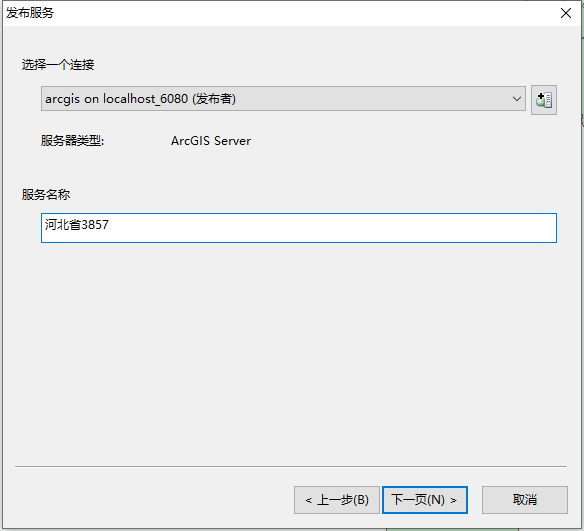 发布服务
选择一个连接
arcgis on localhost_6080 (发布者)
服务器类型: ArcGIS Server
服务名称
河北省3857
< 上一步(B) 下一页(N) > 取消